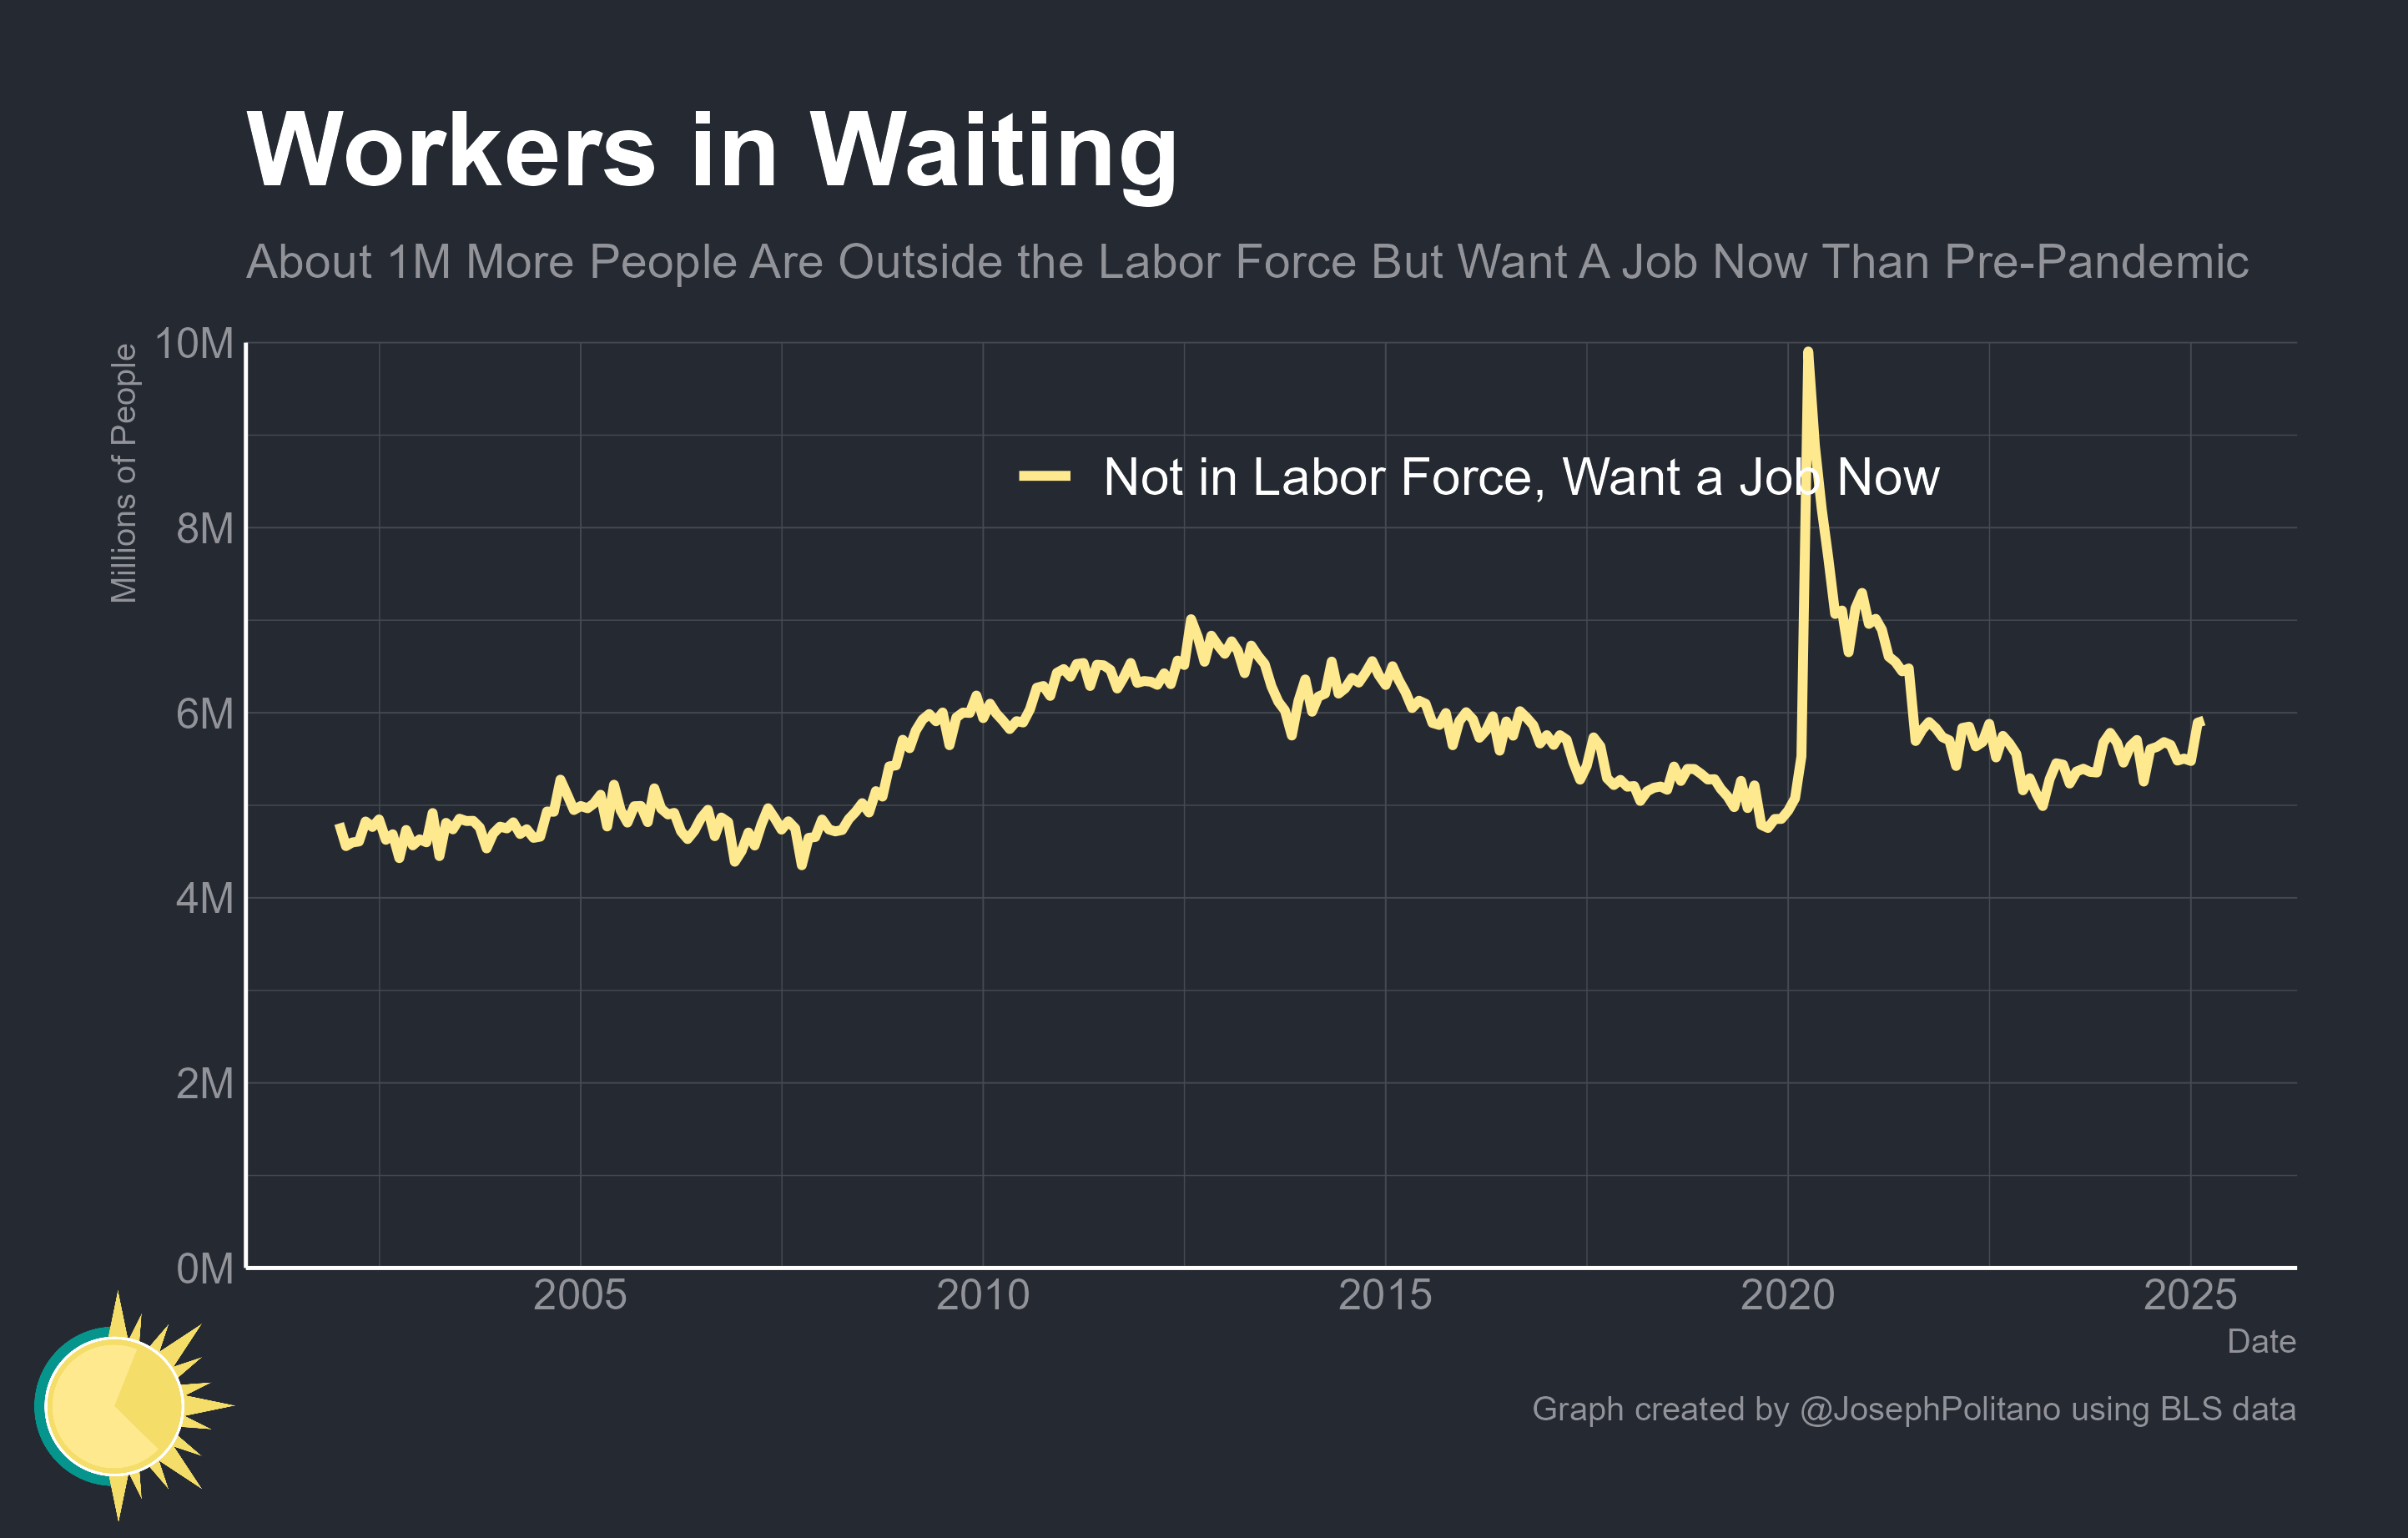 Workers in Waiting
About 1M More People Are Outside the Labor Force But Want A Job Now Than Pre-Pandemic
Millions of People
10M
8M
6M
4M
2M
0M
Not in Labor Force, Want a Job Now
2005
2010
2015
2020
2025
Date
Graph created by @JosephPolitano using BLS data